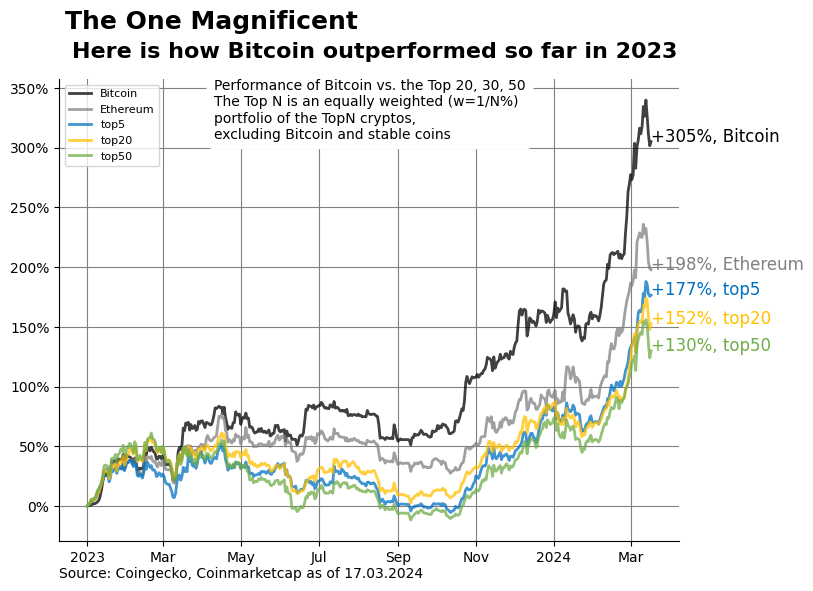 The One Magnificent
Here is how Bitcoin outperformed so far in 2023
Performance of Bitcoin vs. the Top 20, 30, 50
The Top N is an equally weighted (w=1/N%)
portfolio of the TopN cryptos,
excluding Bitcoin and stable coins
Bitcoin
Ethereum
top5
top20
top50
350%
300%
250%
200%
150%
100%
50%
0%
+305%, Bitcoin
+198%, Ethereum
+177%, top5
+152%, top20
+130%, top50
2023 Mar May Jul Sep Nov 2024 Mar
Source: Coingecko, Coinmarketcap as of 17.03.2024